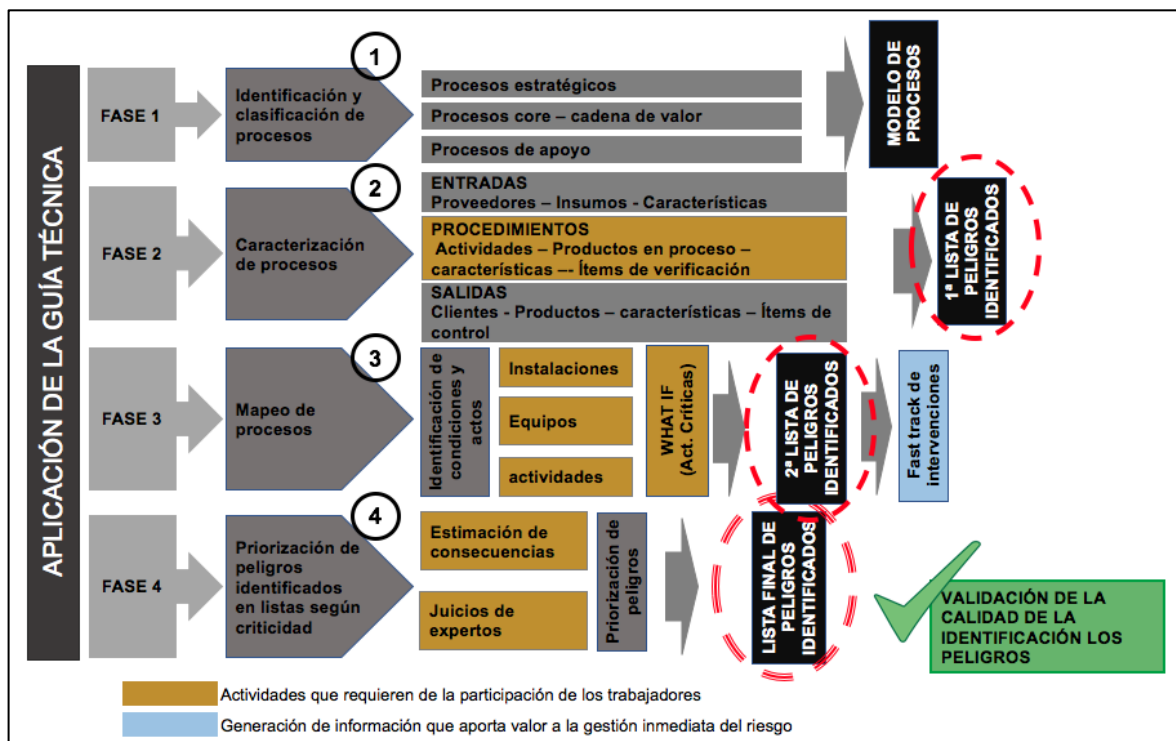 APLICACIÓN DE LA GUÍA TÉCNICA
FASE 1
1
Identificación y
clasificación de
procesos
Procesos estratégicos
Procesos core – cadena de valor
Procesos de apoyo
MODELO DE
PROCESOS
FASE 2
2
Caracterización
de procesos
ENTRADAS
Proveedores – Insumos - Características
PROCEDIMIENTOS
Actividades – Productos en proceso –
características –- Ítems de verificación
SALIDAS
Clientes - Productos – características – Ítems de
control
1ª LISTA DE
PELIGROS
IDENTIFICADOS
FASE 3
3
Mapeo de
procesos
Identificación de
condiciones y
actos
Instalaciones
Equipos
actividades
WHAT IF
(Act. Críticas)
2ª LISTA DE
PELIGROS
IDENTIFICADOS
Fast track de
intervenciones
FASE 4
4
Priorización de
peligros
identificados
en listas según
criticidad
Estimación de
consecuencias
Juicios de
expertos
Priorización de
peligros
LISTA FINAL DE
PELIGROS
IDENTIFICADOS
VALIDACIÓN DE LA
CALIDAD DE LA
IDENTIFICACIÓN LOS
PELIGROS
Actividades que requieren de la participación de los trabajadores
Generación de información que aporta valor a la gestión inmediata del riesgo